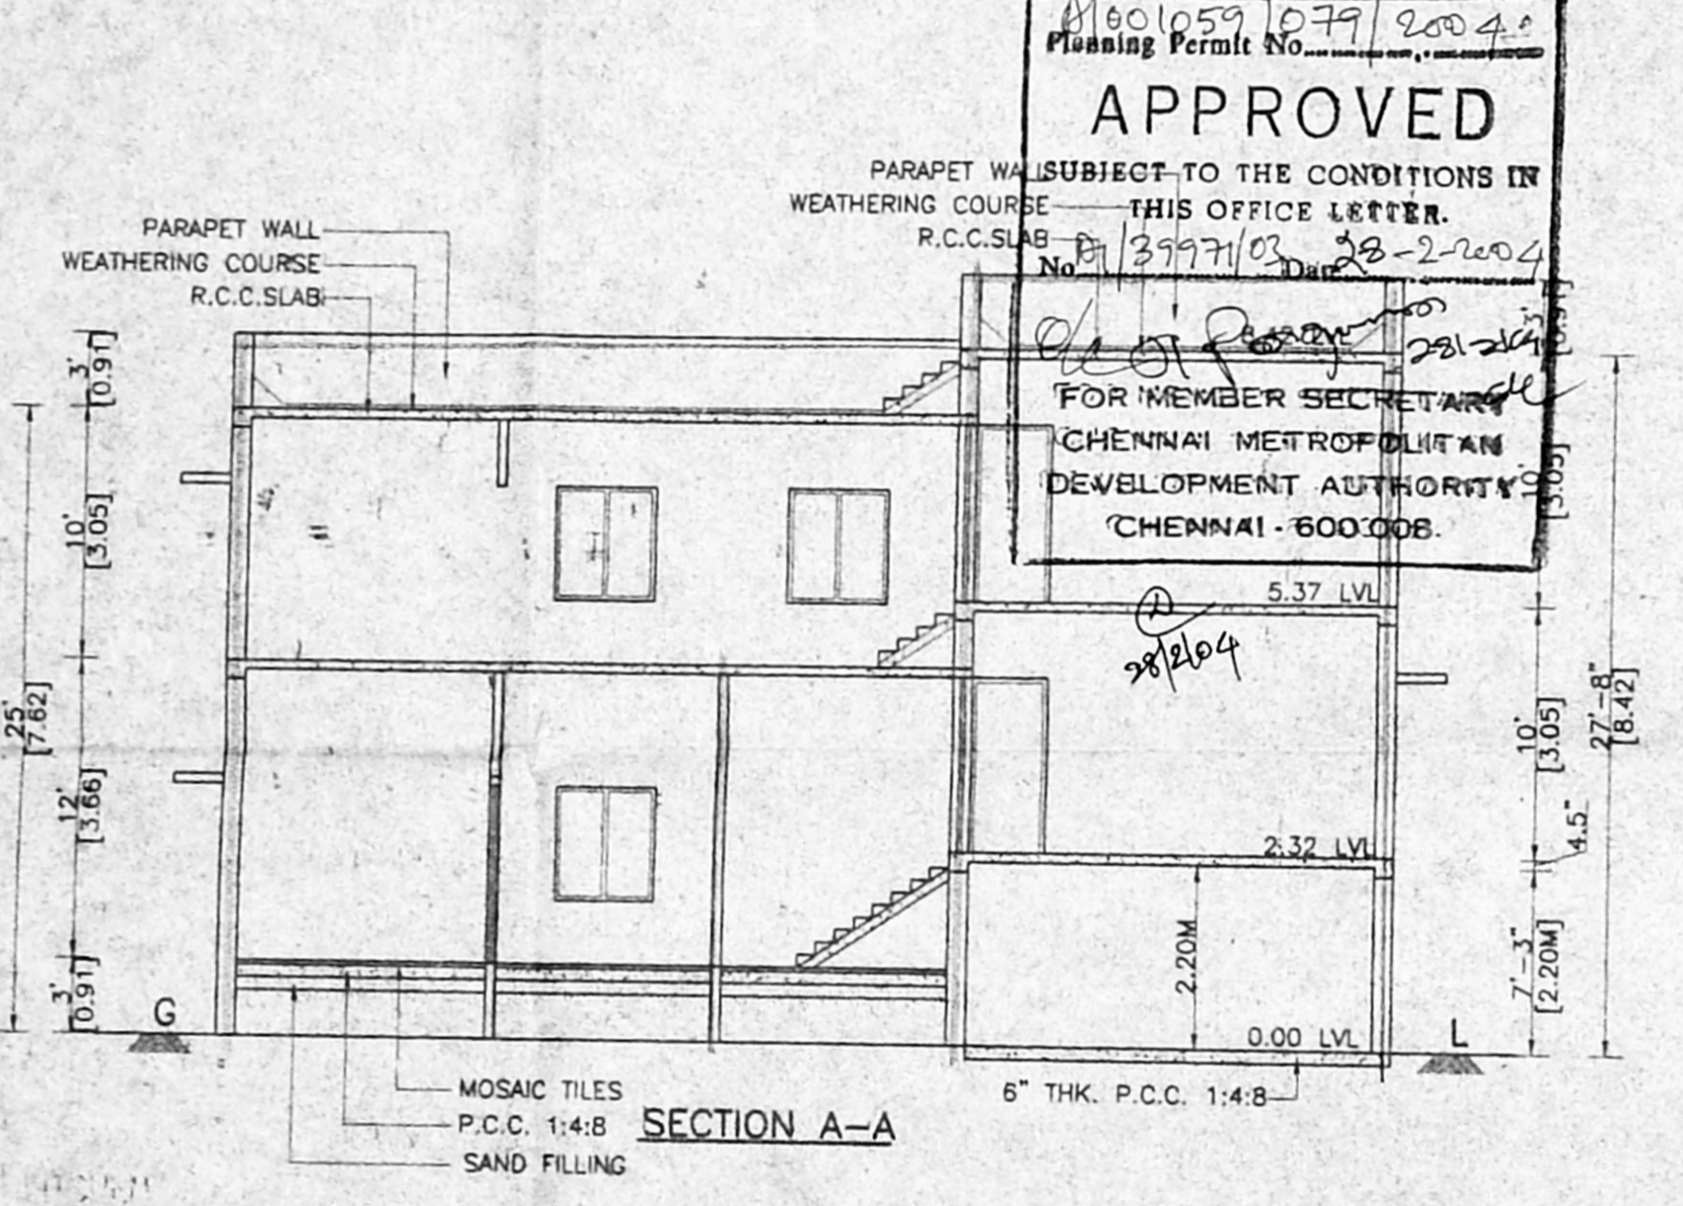 A/001059/079/2004
Planning Permit No.
APPROVED
SUBJECT TO THE CONDITIONS IN
THIS OFFICE LETTER.
No /39971/03 Dat 28-2-2004
28/2/04
FOR MEMBER SECRETARY
CHENNAI METROPOLITAN
DEVELOPMENT AUTHORITY
CHENNAI - 600 008.
28/2/04
PARAPET WALL
WEATHERING COURSE
R.C.C.SLAB
PARAPET WALL
WEATHERING COURSE
R.C.C.SLAB
3'
[0.91]
10'
[3.05]
12'
[3.66]
3'
[0.91]
25'
[7.62]
3'
[0.91]
10'
[3.05]
10'
[3.05]
4.5"
7'-3"
[2.20M]
27'-8"
[8.42]
5.37 LVL
2.32 LVL
2.20M
0.00 LVL
G
L
MOSAIC TILES
P.C.C. 1:4:8
SAND FILLING
SECTION A-A
6" THK. P.C.C. 1:4:8